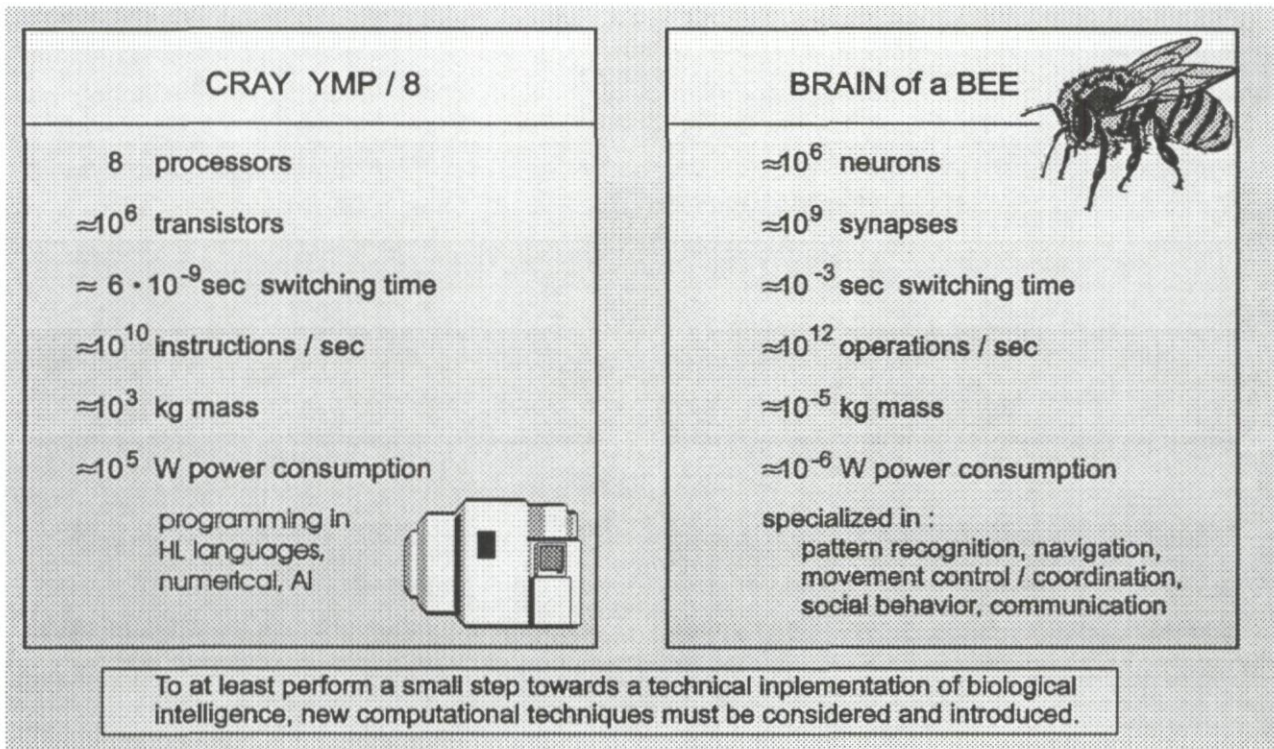 CRAY YMP / 8
8 processors
≈10⁶ transistors
≈ 6 · 10⁻⁹sec switching time
≈10¹⁰ instructions / sec
≈10³ kg mass
≈10⁵ W power consumption
programming in
HL languages,
numerical, AI
BRAIN of a BEE
≈10⁶ neurons
≈10⁹ synapses
≈10⁻³ sec switching time
≈10¹² operations / sec
≈10⁻⁵ kg mass
≈10⁻⁶ W power consumption
specialized in :
pattern recognition, navigation,
movement control / coordination,
social behavior, communication
To at least perform a small step towards a technical inplementation of biological
intelligence, new computational techniques must be considered and introduced.